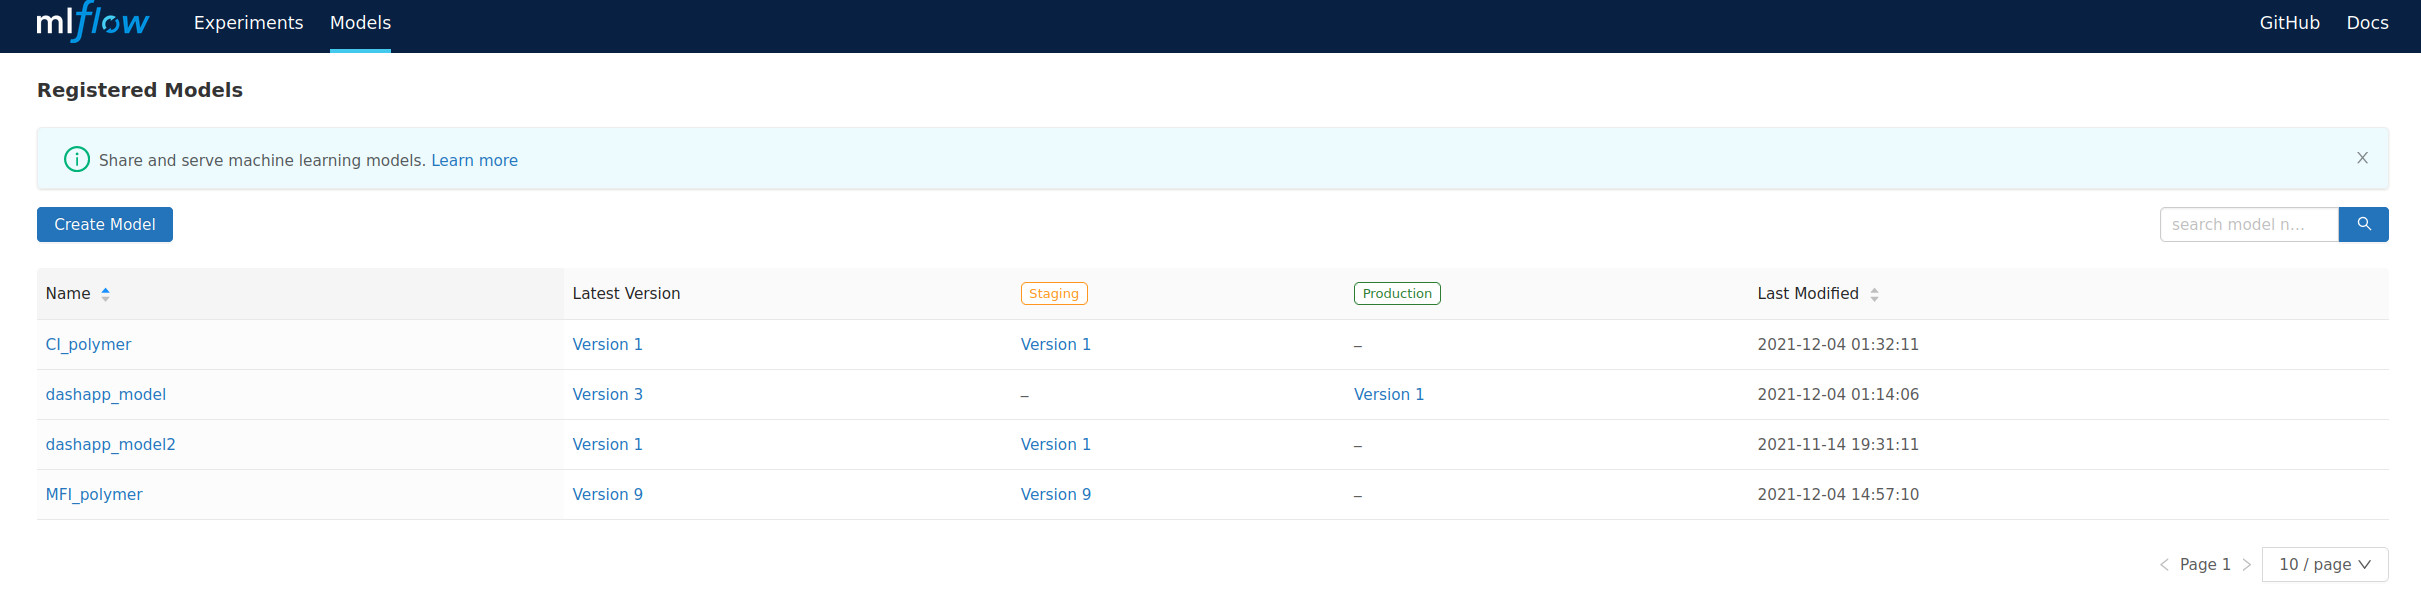 mlflow Experiments Models GitHub Docs
Registered Models
Share and serve machine learning models. Learn more
Create Model
search model n...
Name Latest Version Staging Production Last Modified
CI_polymer Version 1 Version 1 – 2021-12-04 01:32:11
dashapp_model Version 3 – Version 1 2021-12-04 01:14:06
dashapp_model2 Version 1 Version 1 – 2021-11-14 19:31:11
MFI_polymer Version 9 Version 9 – 2021-12-04 14:57:10
Page 1 10 / page